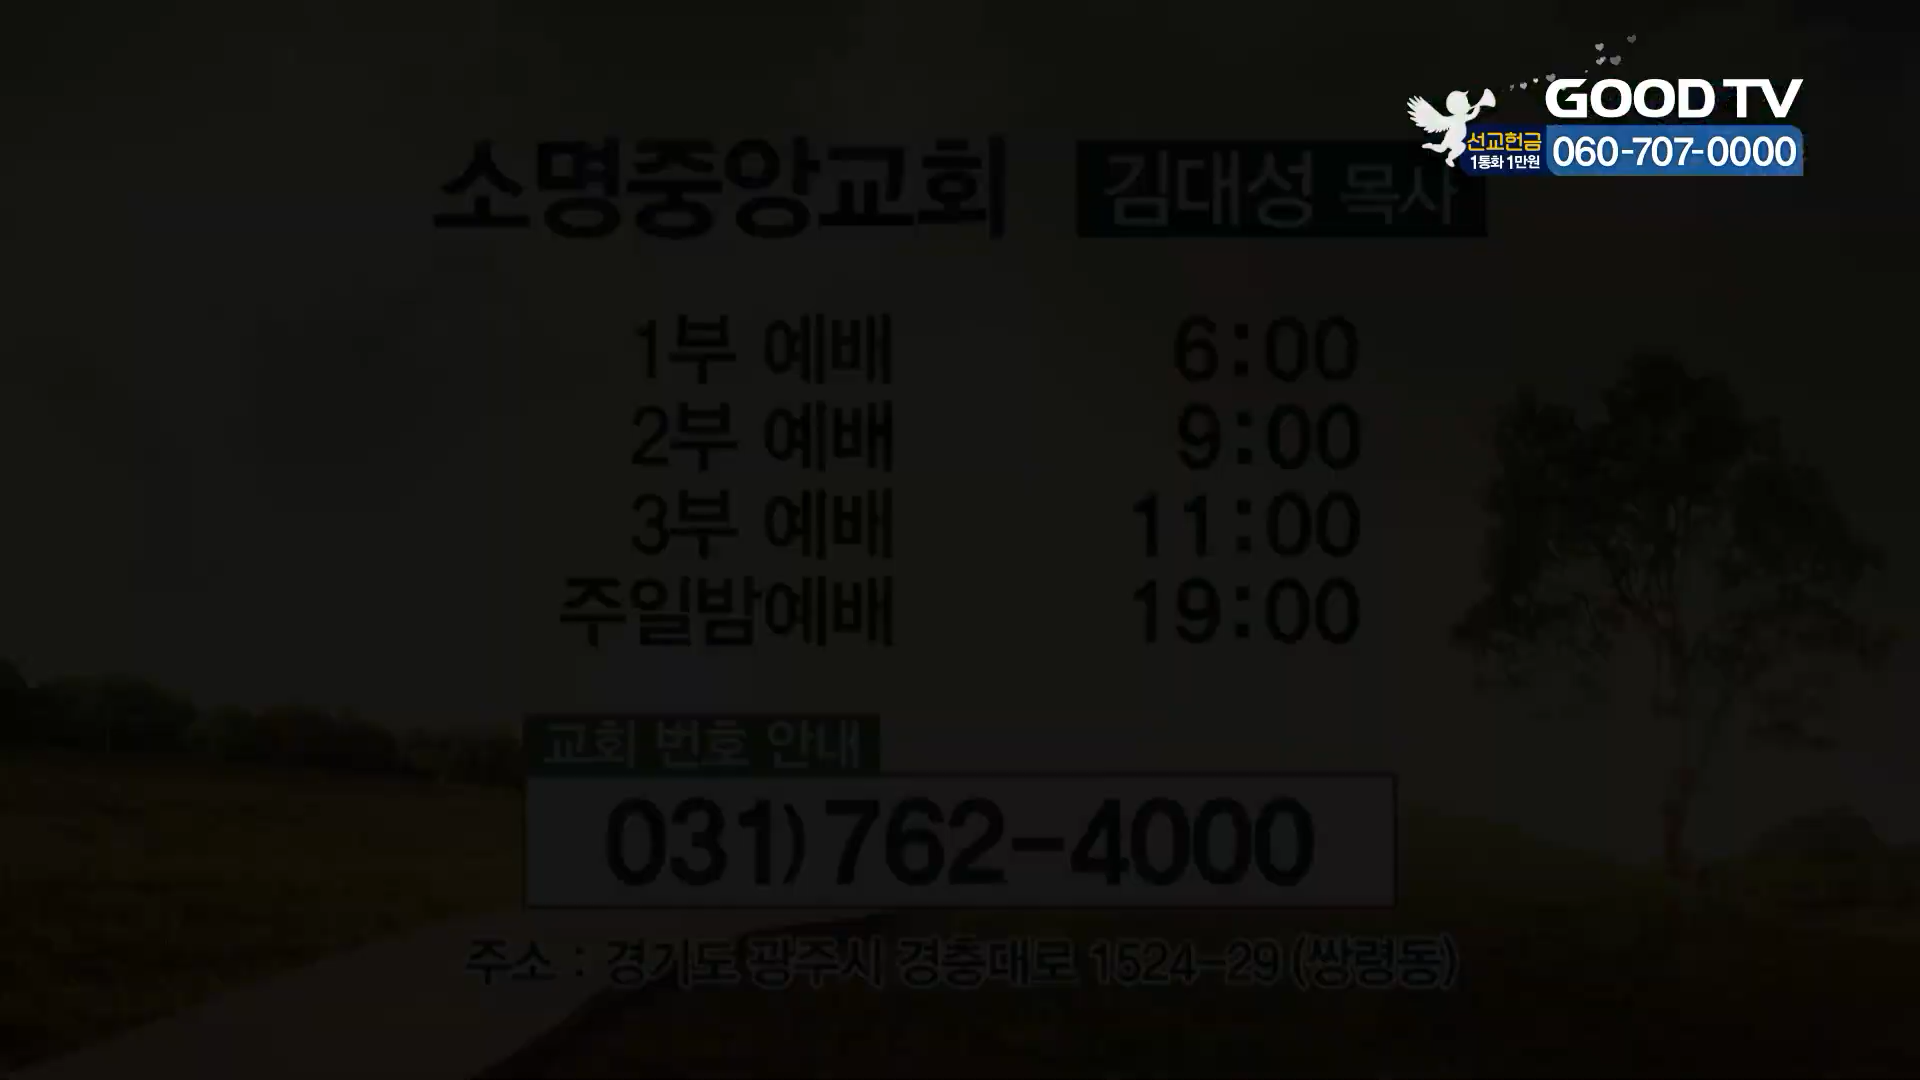 GOOD TV
선교헌금
1통화 1만원
060-707-0000
소명중앙교회 김대성 목사
1부 예배 6:00
2부 예배 9:00
3부 예배 11:00
주일밤예배 19:00
교회 번호 안내
031) 762-4000
주소 : 경기도 광주시 경충대로 1524-29 (쌍령동)